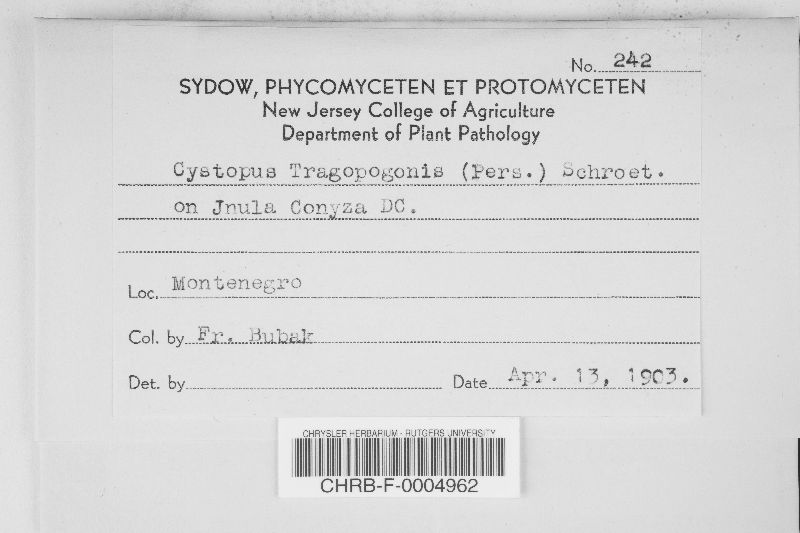 No. 242
SYDOW, PHYCOMYCETEN ET PROTOMYCETEN
New Jersey College of Agriculture
Department of Plant Pathology
Cystopus Tragopogonis (Pers.) Schroet.
on Jnula Conyza DC.
Loc. Montenegro
Col. by Fr. Bubak
Det. by
Date Apr. 13, 1903.
CHRYSLER HERBARIUM - RUTGERS UNIVERSITY
CHRB-F-0004962